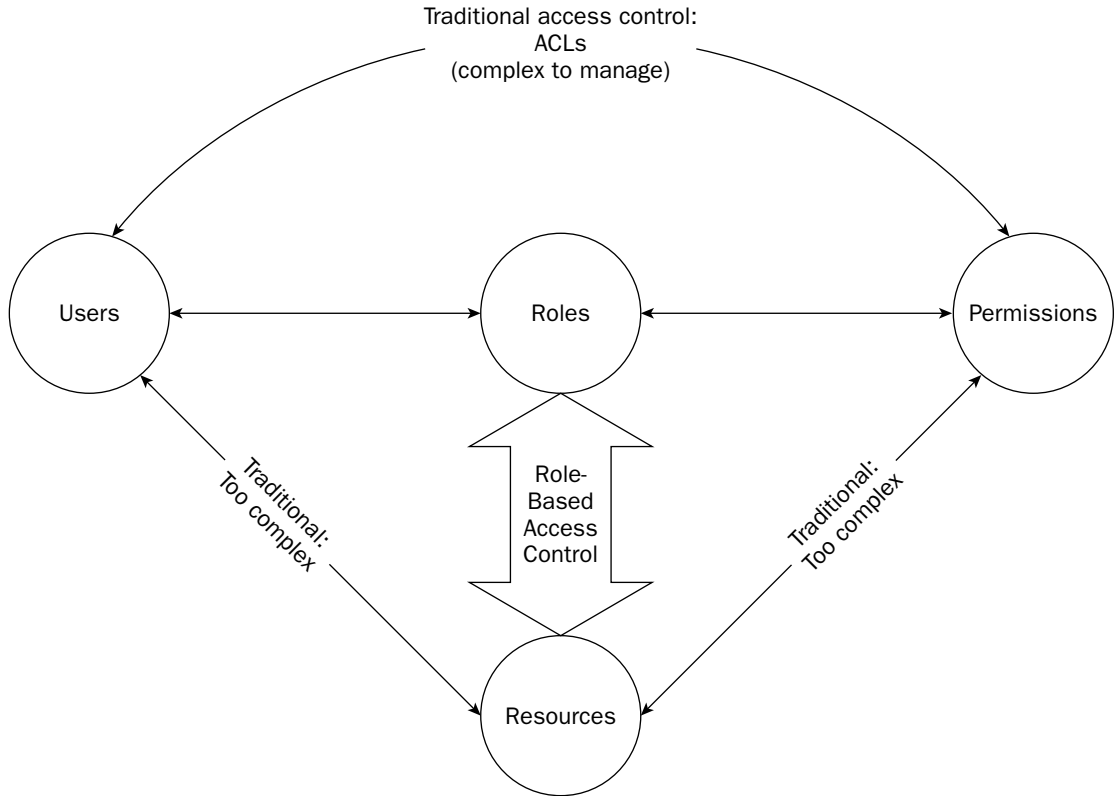 Traditional access control:
ACLs
(complex to manage)
Users
Roles
Permissions
Traditional:
Too complex
Role-
Based
Access
Control
Traditional:
Too complex
Resources